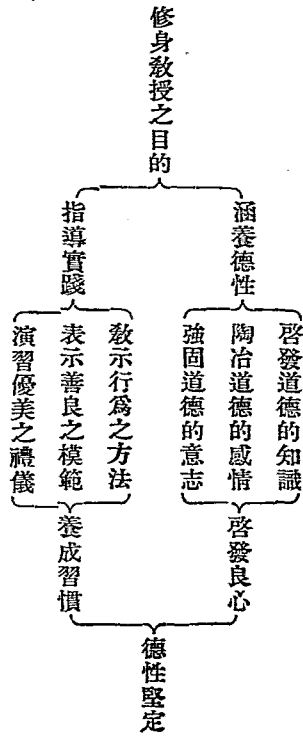 修身敎授之目的
涵養德性
啓發道德的知識
陶冶道德的感情
強固道德的意志
啓發良心
指導實踐
敎示行爲之方法
表示善良之模範
演習優美之禮儀
養成習慣
德性堅定